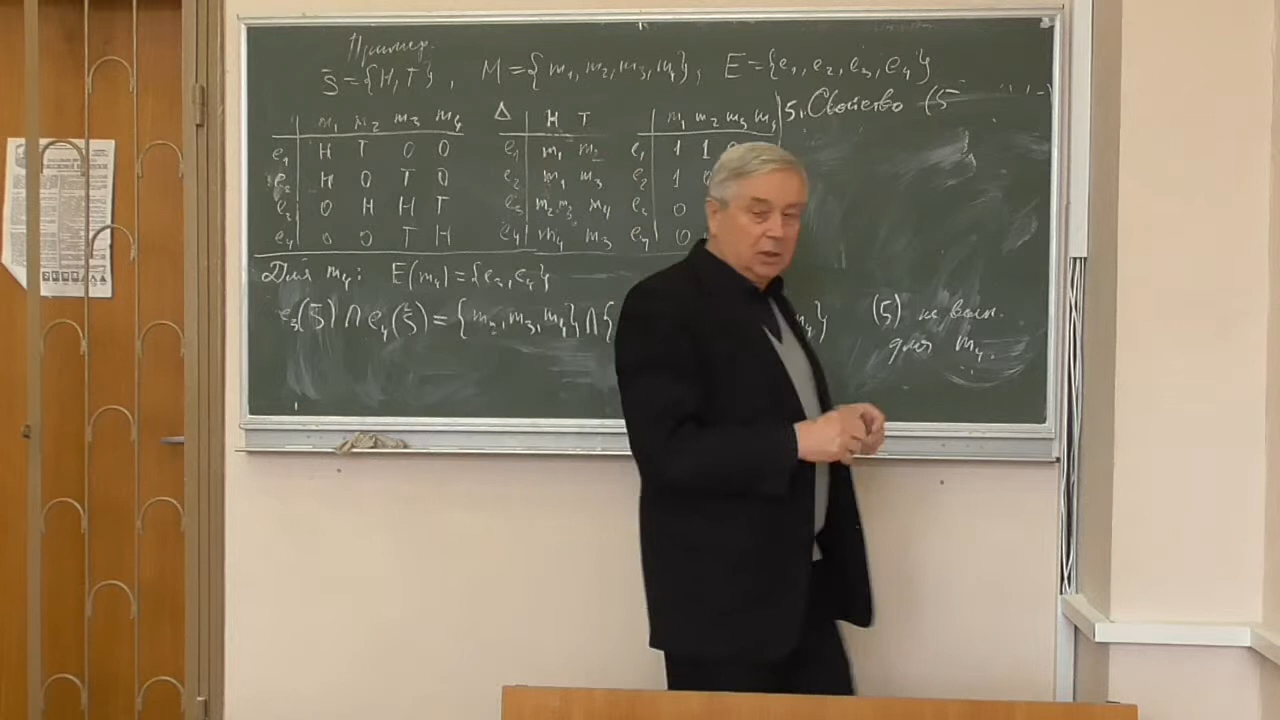 Пример.
S̄ = {H, T}, M = {m₁, m₂, m₃, m₄}, E = {e₁, e₂, e₃, e₄}
m₁ m₂ m₃ m₄
e₁ H T 0 0
e₂ H 0 T 0
e₃ 0 H H T
e₄ 0 0 T H
Δ H T
e₁ m₁ m₂
e₂ m₁ m₃
e₃ m₂ m₃ m₄
e₄ m₄ m₃
m₁ m₂ m₃ m₄
e₁ 1 1
e₂ 1
e₃ 0
e₄ 0
5. Свойство (5
Для m₄: E(m₄) = {e₃, e₄}
e₃(S̄) ∩ e₄(S̄) = {m₂, m₃, m₄} ∩ { m₄}
(5) не вып.
для m₄.